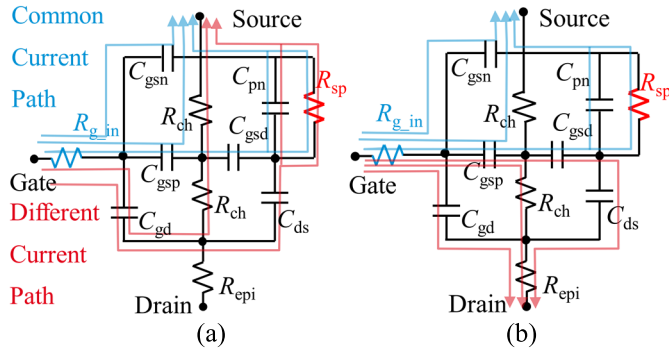 Common
Current
Path
Source
C_gsn
C_pn
R_sp
R_g_in
R_ch
C_gsd
Gate
C_gsp
R_ch
C_gd
C_ds
Different
Current
Path
R_epi
Drain
(a)
Source
C_gsn
C_pn
R_sp
R_g_in
R_ch
C_gsd
Gate
C_gsp
R_ch
C_gd
C_ds
R_epi
Drain
(b)